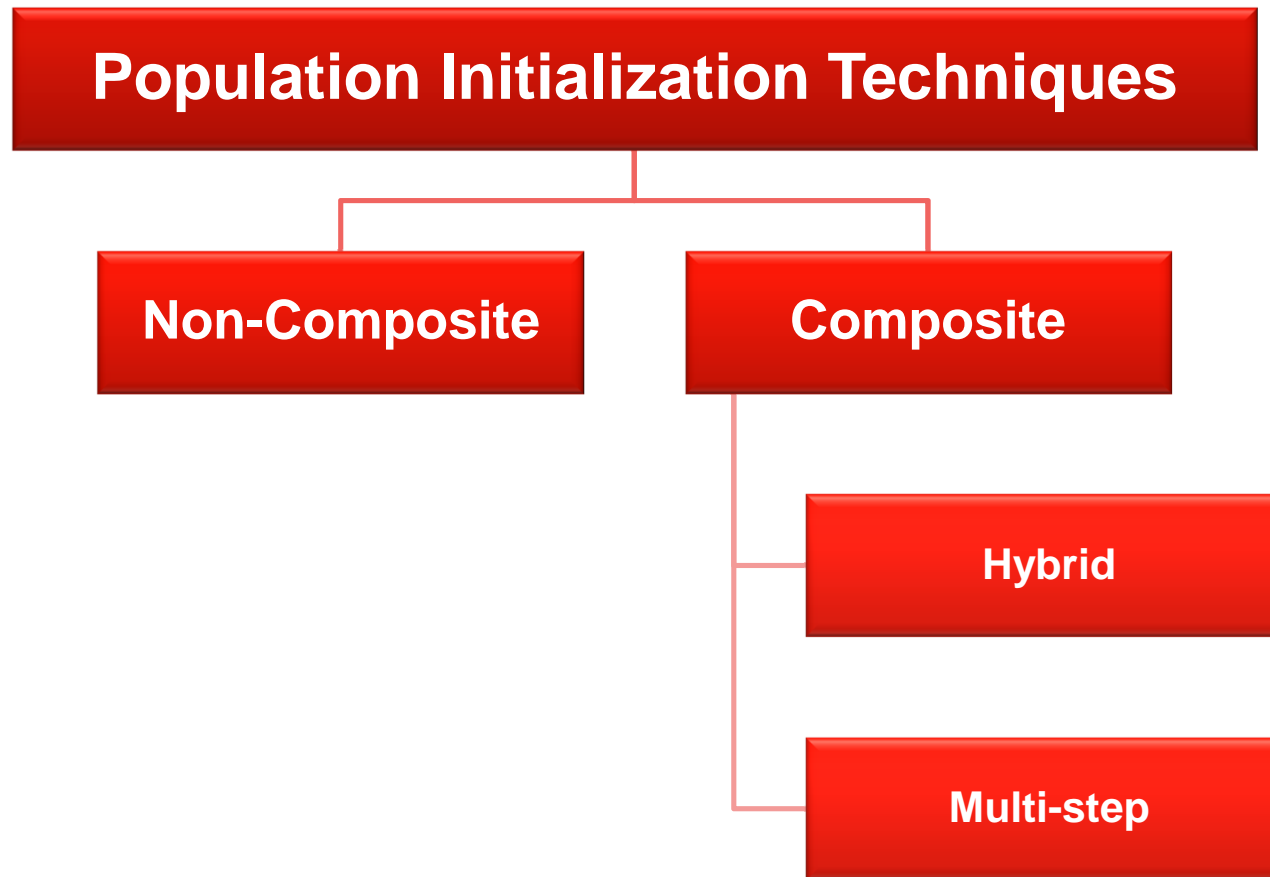 Population Initialization Techniques
Non-Composite
Composite
Hybrid
Multi-step